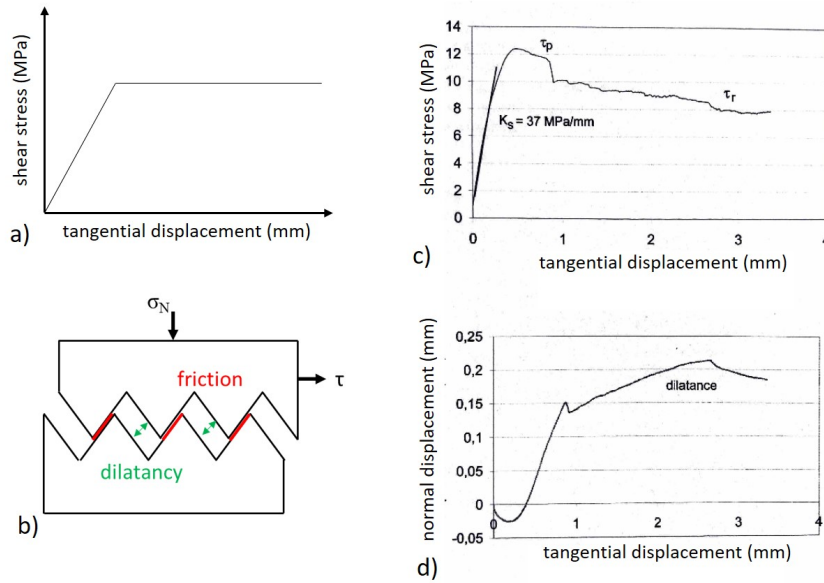 a)
shear stress (MPa)
tangential displacement (mm)
b)
σN
friction
τ
dilatancy
c)
shear stress (MPa)
14
12
10
8
6
4
2
0
τp
τr
Ks = 37 MPa/mm
0 1 2 3 4
tangential displacement (mm)
d)
normal displacement (mm)
0,25
0,2
0,15
0,1
0,05
0
-0,05
dilatance
0 1 2 3 4
tangential displacement (mm)